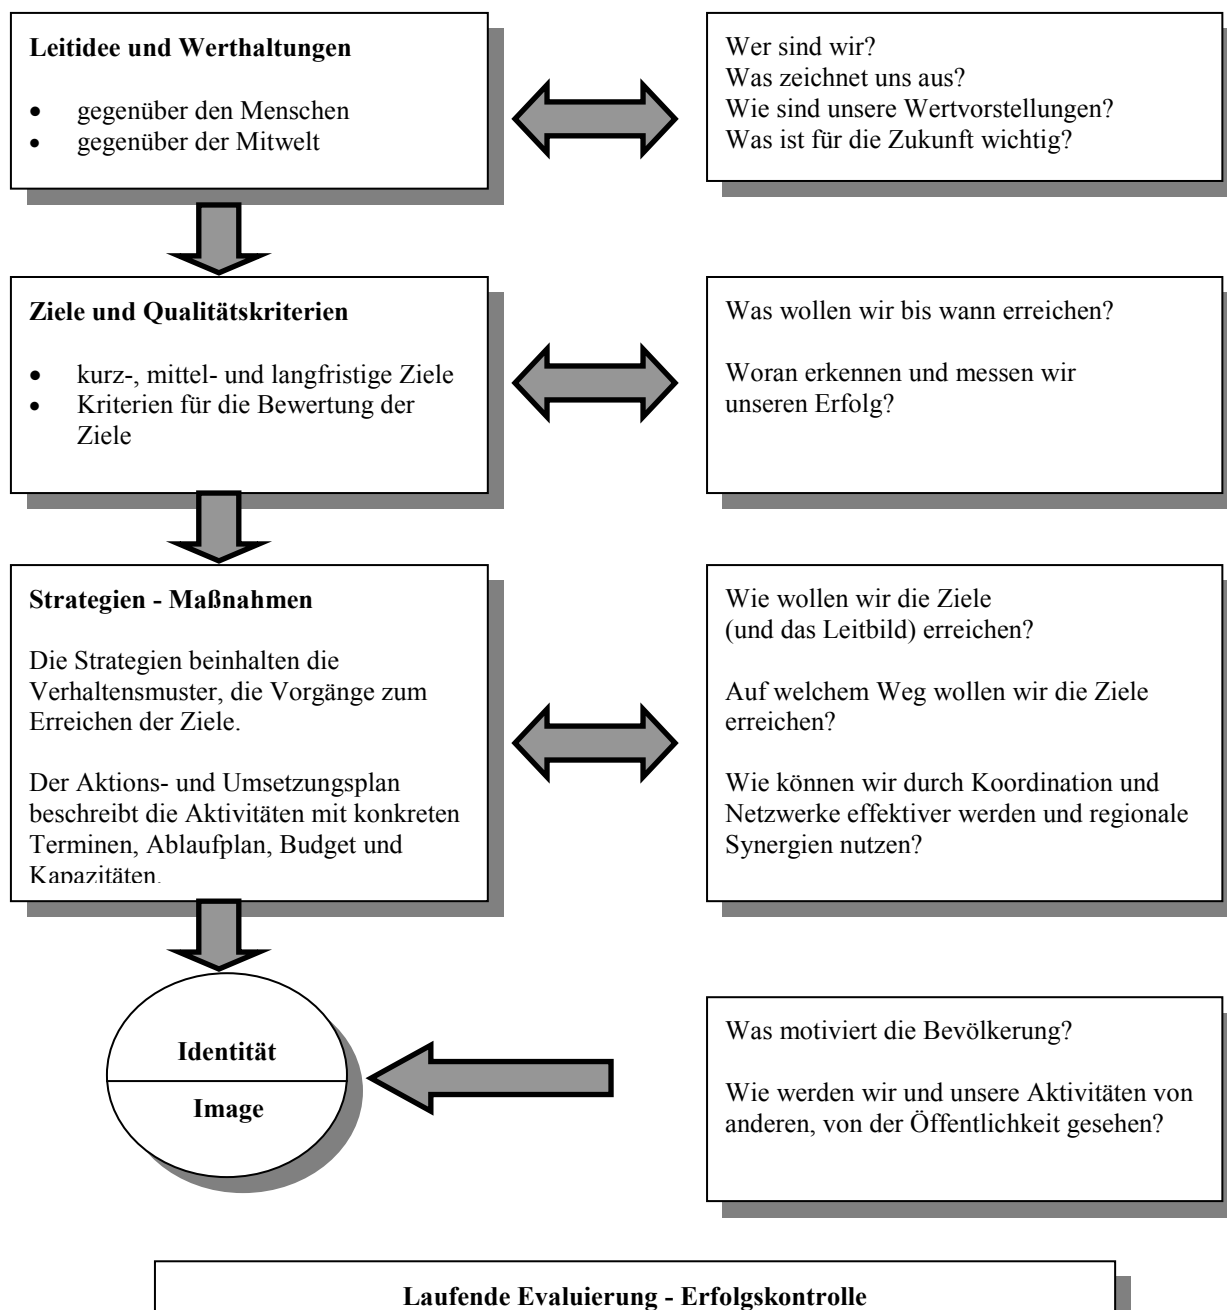 Leitidee und Werthaltungen
• gegenüber den Menschen
• gegenüber der Mitwelt
Wer sind wir?
Was zeichnet uns aus?
Wie sind unsere Wertvorstellungen?
Was ist für die Zukunft wichtig?
Ziele und Qualitätskriterien
• kurz-, mittel- und langfristige Ziele
• Kriterien für die Bewertung der
Ziele
Was wollen wir bis wann erreichen?
Woran erkennen und messen wir
unseren Erfolg?
Strategien - Maßnahmen
Die Strategien beinhalten die
Verhaltensmuster, die Vorgänge zum
Erreichen der Ziele.
Der Aktions- und Umsetzungsplan
beschreibt die Aktivitäten mit konkreten
Terminen, Ablaufplan, Budget und
Kapazitäten.
Wie wollen wir die Ziele
(und das Leitbild) erreichen?
Auf welchem Weg wollen wir die Ziele
erreichen?
Wie können wir durch Koordination und
Netzwerke effektiver werden und regionale
Synergien nutzen?
Identität
Image
Was motiviert die Bevölkerung?
Wie werden wir und unsere Aktivitäten von
anderen, von der Öffentlichkeit gesehen?
Laufende Evaluierung - Erfolgskontrolle